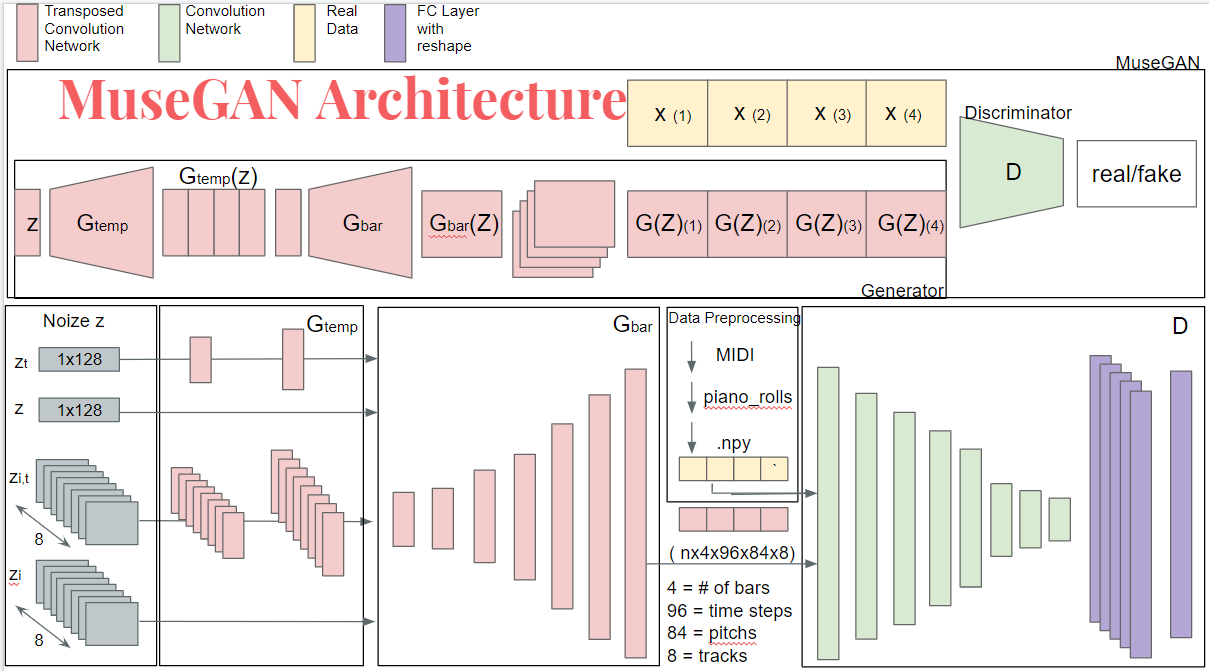 Transposed
Convolution
Network
Convolution
Network
Real
Data
FC Layer
with
reshape
MuseGAN
MuseGAN Architecture
x (1) x (2) x (3) x (4)
Discriminator
D
real/fake
z
Gtemp
Gtemp(z)
Gbar
Gbar(Z)
G(Z)(1) G(Z)(2) G(Z)(3) G(Z)(4)
Generator
Noize z
Zt
1x128
z
1x128
Zi,t
8
Zi
8
Gtemp
Gbar
Data Preprocessing
MIDI
piano_rolls
.npy
`
( nx4x96x84x8)
4 = # of bars
96 = time steps
84 = pitchs
8 = tracks
D